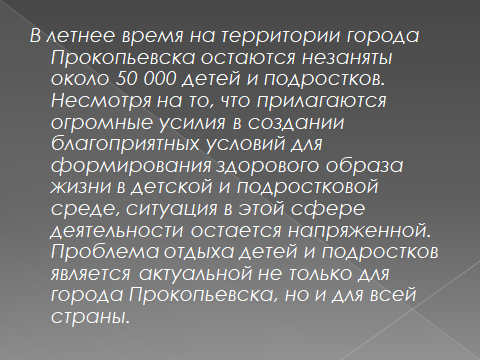 В летнее время на территории города
Прокопьевска остаются незаняты
около 50 000 детей и подростков.
Несмотря на то, что прилагаются
огромные усилия в создании
благоприятных условий для
формирования здорового образа
жизни в детской и подростковой
среде, ситуация в этой сфере
деятельности остается напряженной.
Проблема отдыха детей и подростков
является актуальной не только для
города Прокопьевска, но и для всей
страны.